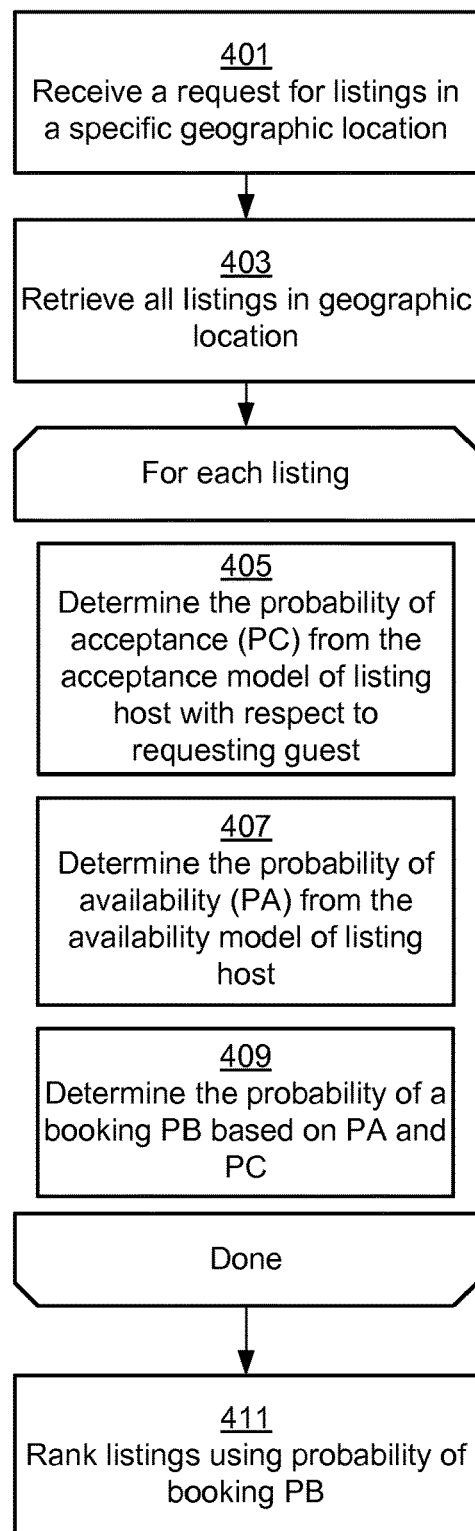 401
Receive a request for listings in
a specific geographic location
403
Retrieve all listings in geographic
location
For each listing
405
Determine the probability of
acceptance (PC) from the
acceptance model of listing
host with respect to
requesting guest
407
Determine the probability of
availability (PA) from the
availability model of listing
host
409
Determine the probability of a
booking PB based on PA and
PC
Done
411
Rank listings using probability of
booking PB